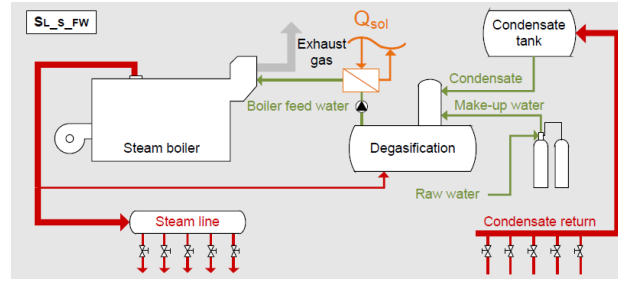 SL_S_FW
Qsol
Condensate
tank
Exhaust
gas
Condensate
Boiler feed water
Make-up water
Steam boiler
Degasification
Raw water
Steam line
Condensate return